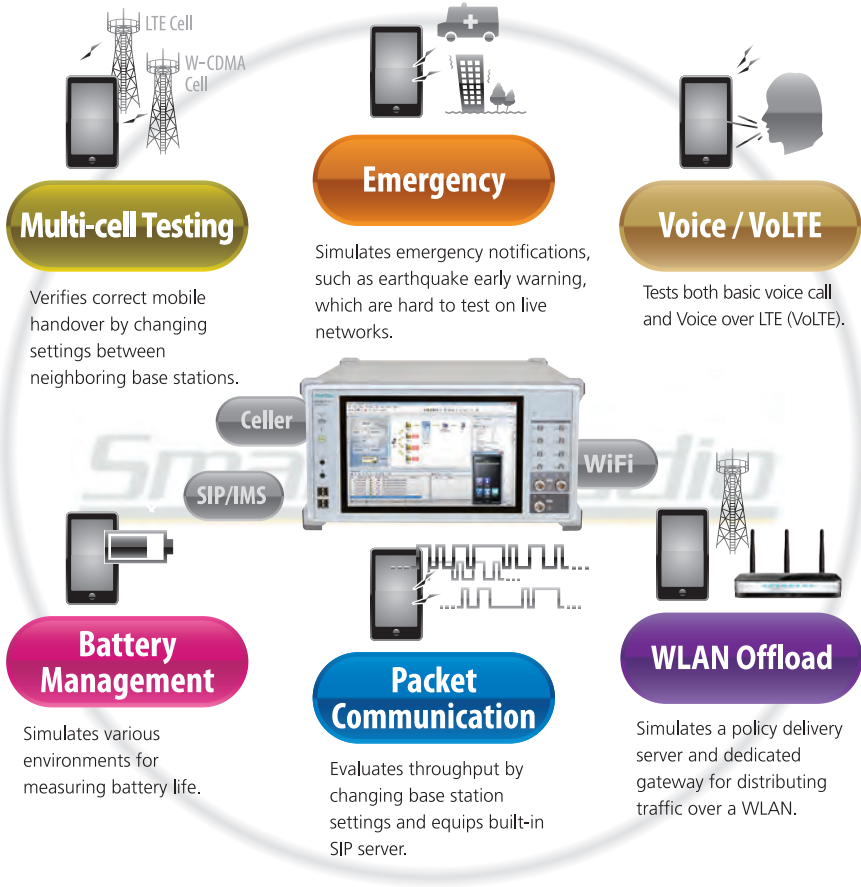 LTE Cell
W-CDMA
Cell
Multi-cell Testing
Verifies correct mobile
handover by changing
settings between
neighboring base stations.
Emergency
Simulates emergency notifications,
such as earthquake early warning,
which are hard to test on live
networks.
Voice / VoLTE
Tests both basic voice call
and Voice over LTE (VoLTE).
Celler
SIP/IMS
WiFi
Battery
Management
Simulates various
environments for
measuring battery life.
Packet
Communication
Evaluates throughput by
changing base station
settings and equips built-in
SIP server.
WLAN Offload
Simulates a policy delivery
server and dedicated
gateway for distributing
traffic over a WLAN.